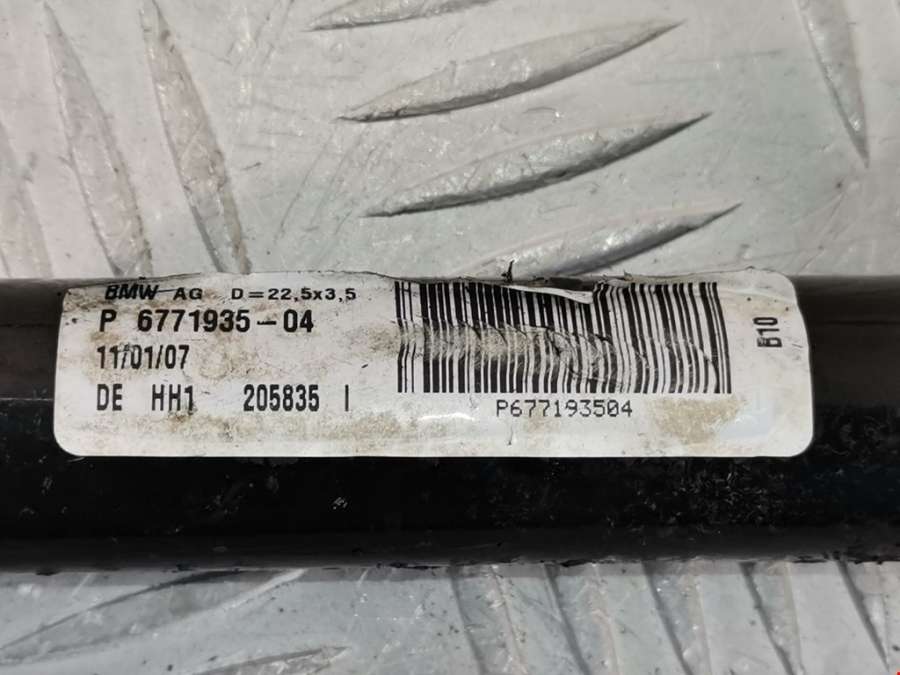 BMW AG D=22,5x3,5
P 6771935-04
11/01/07
DE HH1 205835 I
P677193504
B10